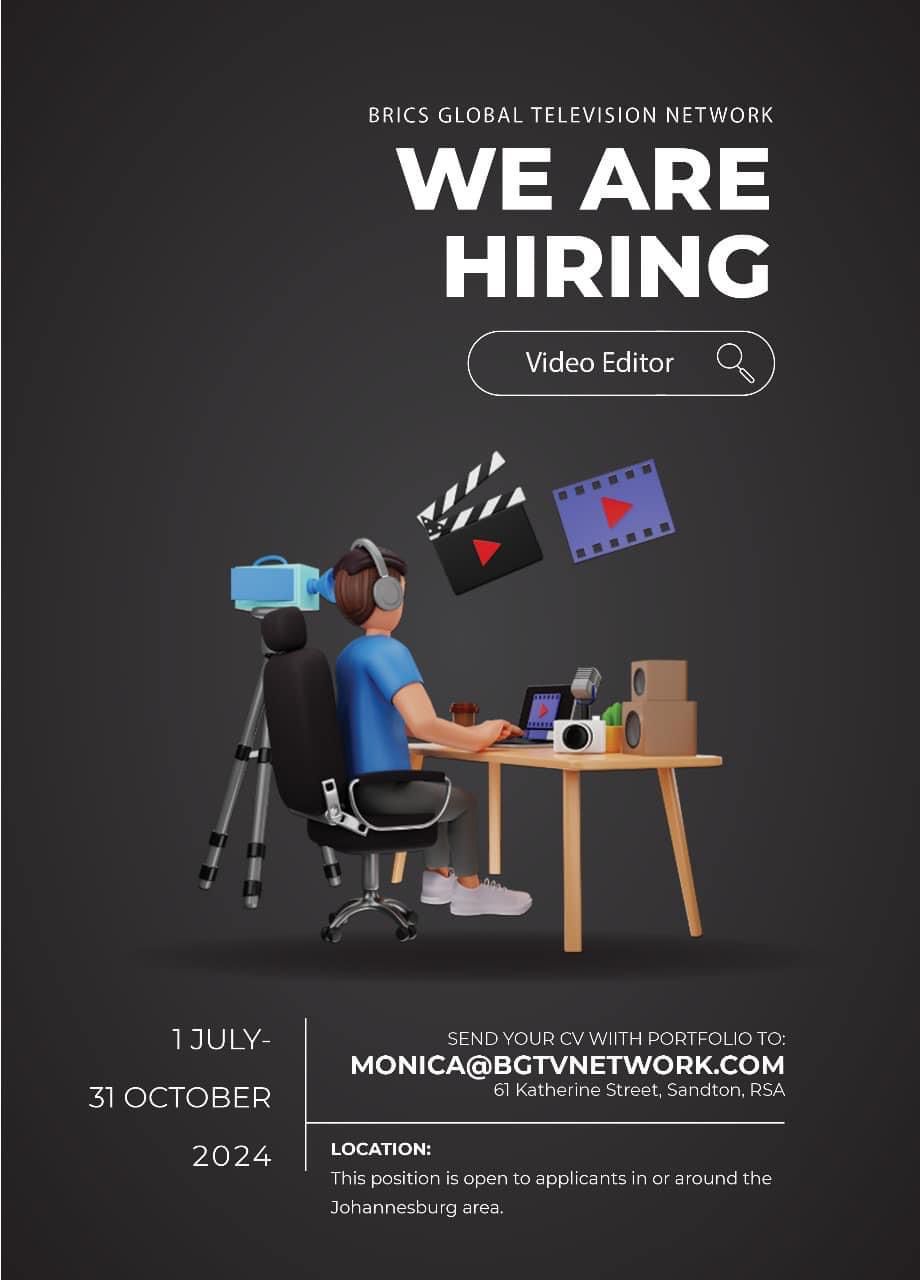 BRICS GLOBAL TELEVISION NETWORK
WE ARE
HIRING
Video Editor
1 JULY-
31 OCTOBER
2024
SEND YOUR CV WIITH PORTFOLIO TO:
MONICA@BGTVNETWORK.COM
61 Katherine Street, Sandton, RSA
LOCATION:
This position is open to applicants in or around the
Johannesburg area.